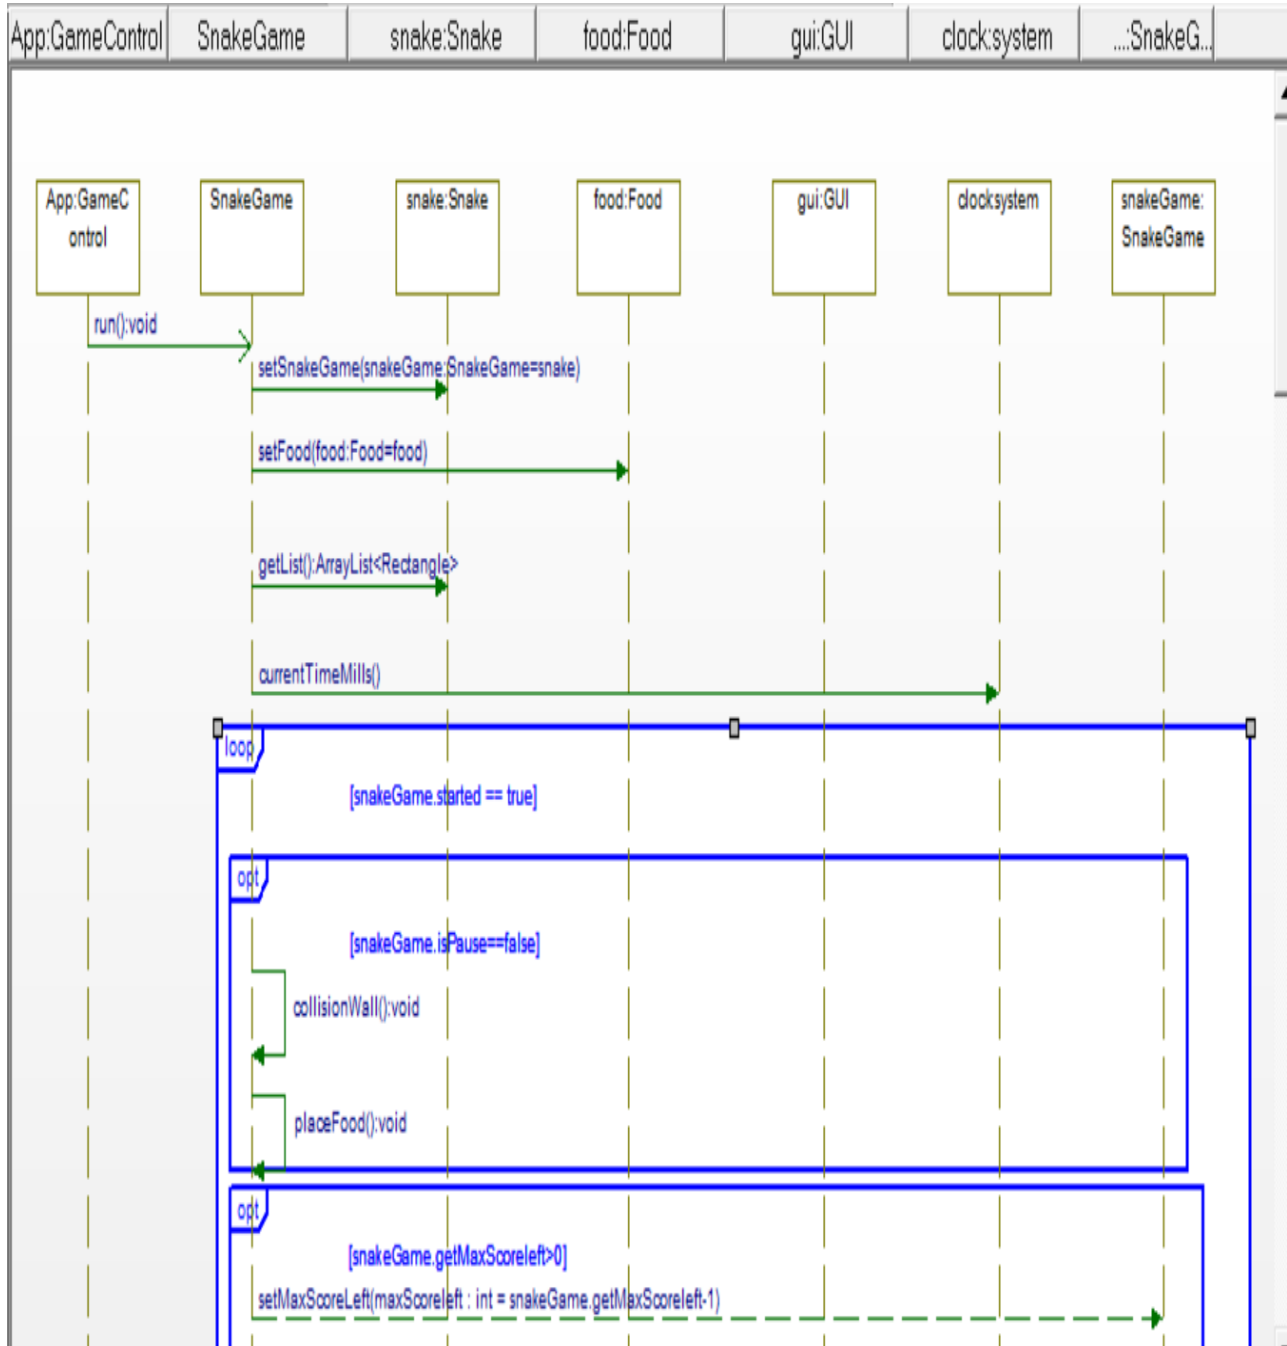 App:GameControl SnakeGame snake:Snake food:Food gui:GUI clock:system ...:SnakeG...
App:GameC
ontrol
SnakeGame
snake:Snake
food:Food
gui:GUI
clock:system
snakeGame:
SnakeGame
run():void
setSnakeGame(snakeGame:SnakeGame=snake)
setFood(food:Food=food)
getList():ArrayList<Rectangle>
currentTimeMills()
loop
[snakeGame.started == true]
opt
[snakeGame.isPause==false]
collisionWall():void
placeFood():void
opt
[snakeGame.getMaxScoreleft>0]
setMaxScoreLeft(maxScoreleft : int = snakeGame.getMaxScoreleft-1)